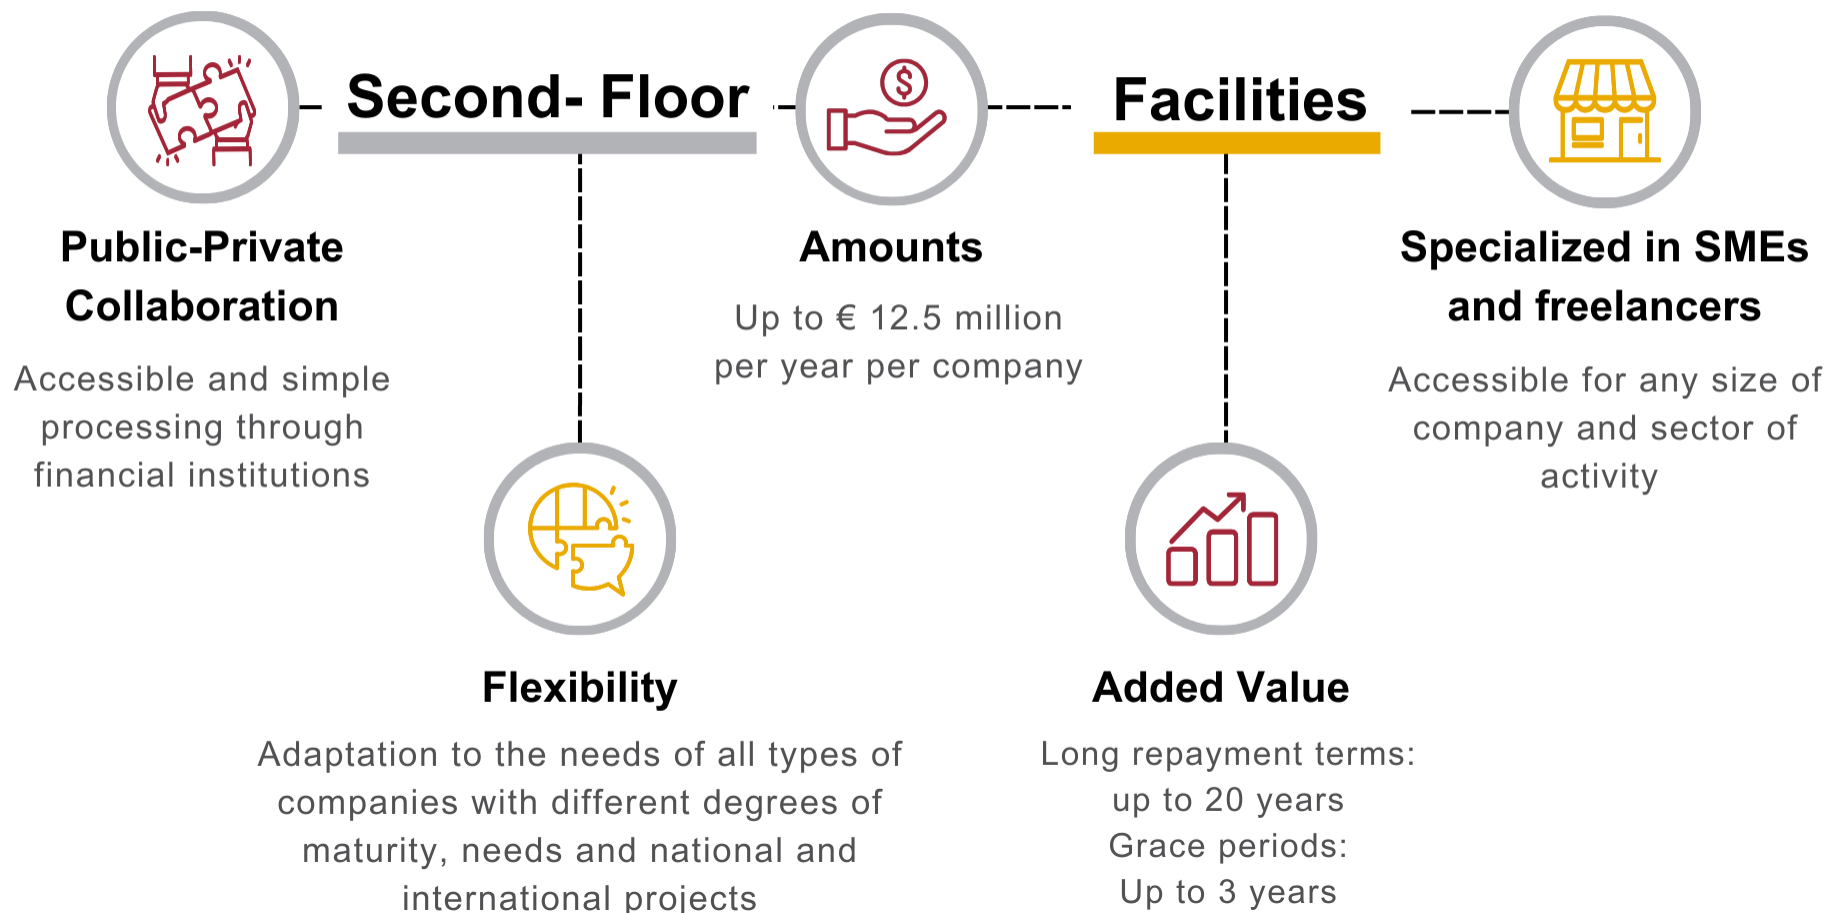 Second- Floor
Facilities
Public-Private
Collaboration
Accessible and simple
processing through
financial institutions
Amounts
Up to € 12.5 million
per year per company
Specialized in SMEs
and freelancers
Accessible for any size of
company and sector of
activity
Flexibility
Adaptation to the needs of all types of
companies with different degrees of
maturity, needs and national and
international projects
Added Value
Long repayment terms:
up to 20 years
Grace periods:
Up to 3 years
$